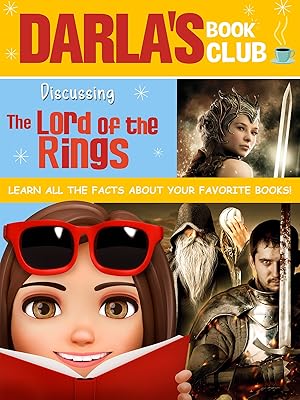 DARLA'S BOOK CLUB
Discussing
The Lord of the
Rings
LEARN ALL THE FACTS ABOUT YOUR FAVORITE BOOKS!